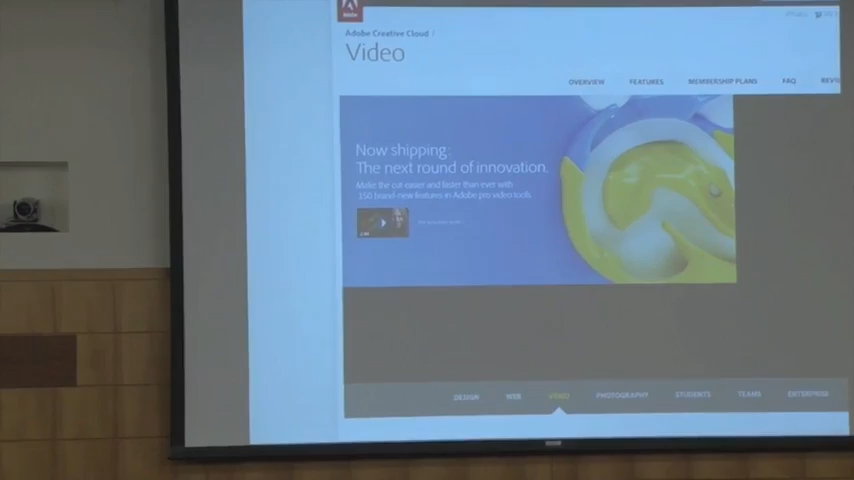 Adobe
Adobe Creative Cloud /
Video
OVERVIEW FEATURES MEMBERSHIP PLANS FAQ
Now shipping:
The next round of innovation.
Make the cut easier and faster than ever with
150 brand-new features in Adobe pro video tools.
DESIGN WEB VIDEO PHOTOGRAPHY STUDENTS TEAMS ENTERPRISE